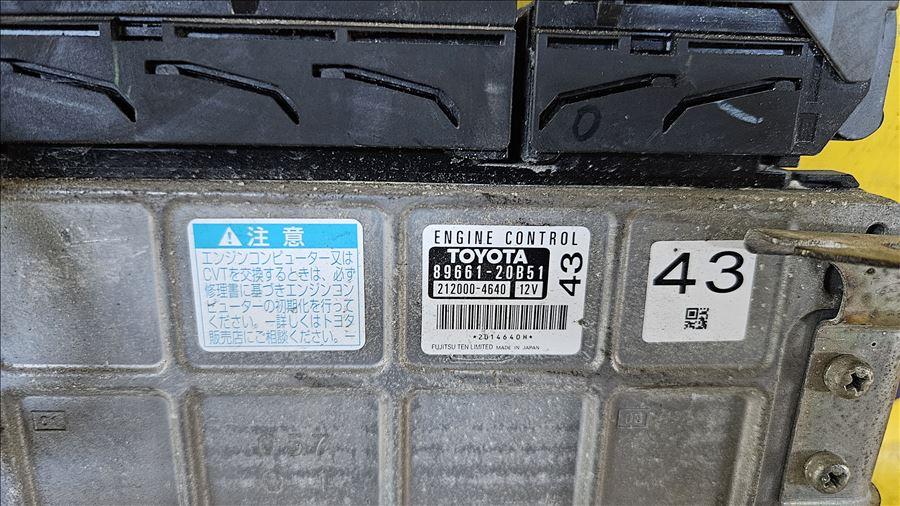 注意
エンジンコンピューター又は
CVTを交換するときは、必ず
修理書に基づきエンジンコン
ピューターの初期化を行って
ください。ー詳しくはトヨタ
販売店にご相談ください。ー
ENGINE CONTROL
TOYOTA
89661-20B51
212000-4640 12V
43
*2D14640N*
FUJITSU TEN LIMITED MADE IN JAPAN
43
0